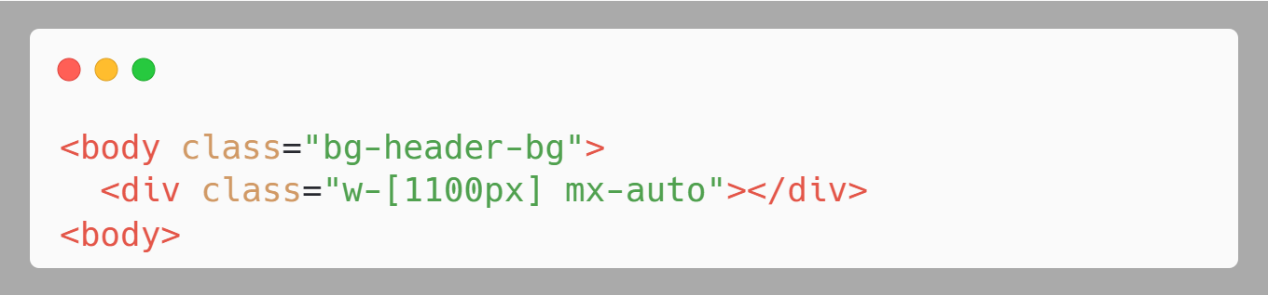 <body class="bg-header-bg">
  <div class="w-[1100px] mx-auto"></div>
<body>